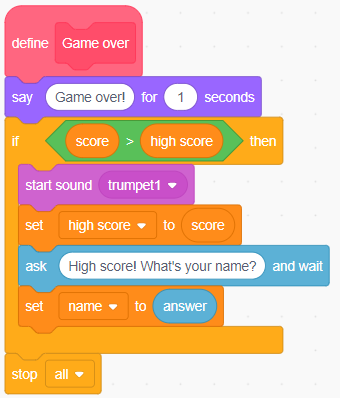 define Game over
say Game over! for 1 seconds
if score > high score then
start sound trumpet1
set high score to score
ask High score! What's your name? and wait
set name to answer
stop all